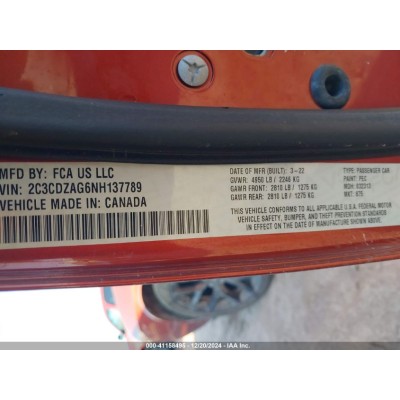 MFD BY: FCA US LLC
VIN: 2C3CDZAG6NH137789
VEHICLE MADE IN: CANADA
DATE OF MFR (BUILT): 3-22
GVWR: 4950 LB / 2246 KG
GAWR FRONT: 2810 LB / 1275 KG
GAWR REAR: 2810 LB / 1275 KG
TYPE: PASSENGER CAR
PAINT:
MDH:
THIS VEHICLE CONFORMS TO ALL APPLICABLE U.S.A. FEDERAL MOTOR
VEHICLE SAFETY, BUMPER, AND THEFT PREVENTION STANDARDS
IN EFFECT ON THE DATE OF MANUFACTURE SHOWN ABOVE.
000-41158495 - 12/20/2024 - IAA Inc.